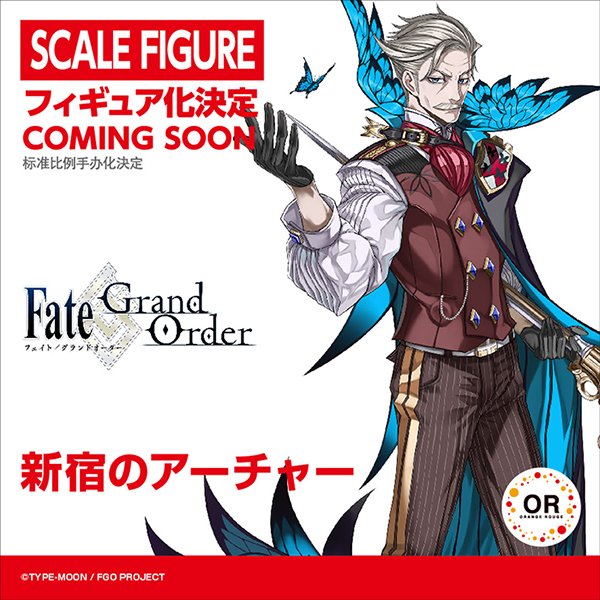 SCALE FIGURE
フィギュア化決定
COMING SOON
标准比例手办化决定
Fate
Grand
Order
フェイト/グランドオーダー
新宿のアーチャー
OR
ORANGE ROUGE
©TYPE-MOON / FGO PROJECT